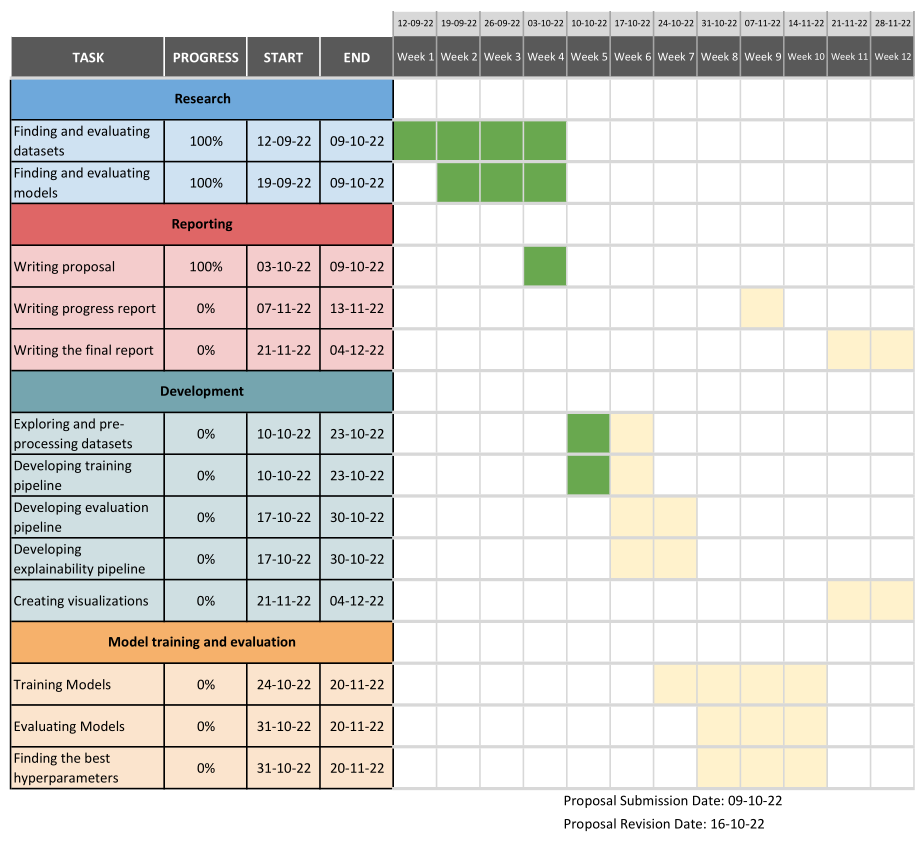 12-09-22 19-09-22 26-09-22 03-10-22 10-10-22 17-10-22 24-10-22 31-10-22 07-11-22 14-11-22 21-11-22 28-11-22
TASK PROGRESS START END Week 1 Week 2 Week 3 Week 4 Week 5 Week 6 Week 7 Week 8 Week 9 Week 10 Week 11 Week 12
Research
Finding and evaluating
datasets 100% 12-09-22 09-10-22
Finding and evaluating
models 100% 19-09-22 09-10-22
Reporting
Writing proposal 100% 03-10-22 09-10-22
Writing progress report 0% 07-11-22 13-11-22
Writing the final report 0% 21-11-22 04-12-22
Development
Exploring and pre-
processing datasets 0% 10-10-22 23-10-22
Developing training
pipeline 0% 10-10-22 23-10-22
Developing evaluation
pipeline 0% 17-10-22 30-10-22
Developing
explainability pipeline 0% 17-10-22 30-10-22
Creating visualizations 0% 21-11-22 04-12-22
Model training and evaluation
Training Models 0% 24-10-22 20-11-22
Evaluating Models 0% 31-10-22 20-11-22
Finding the best
hyperparameters 0% 31-10-22 20-11-22
Proposal Submission Date: 09-10-22
Proposal Revision Date: 16-10-22